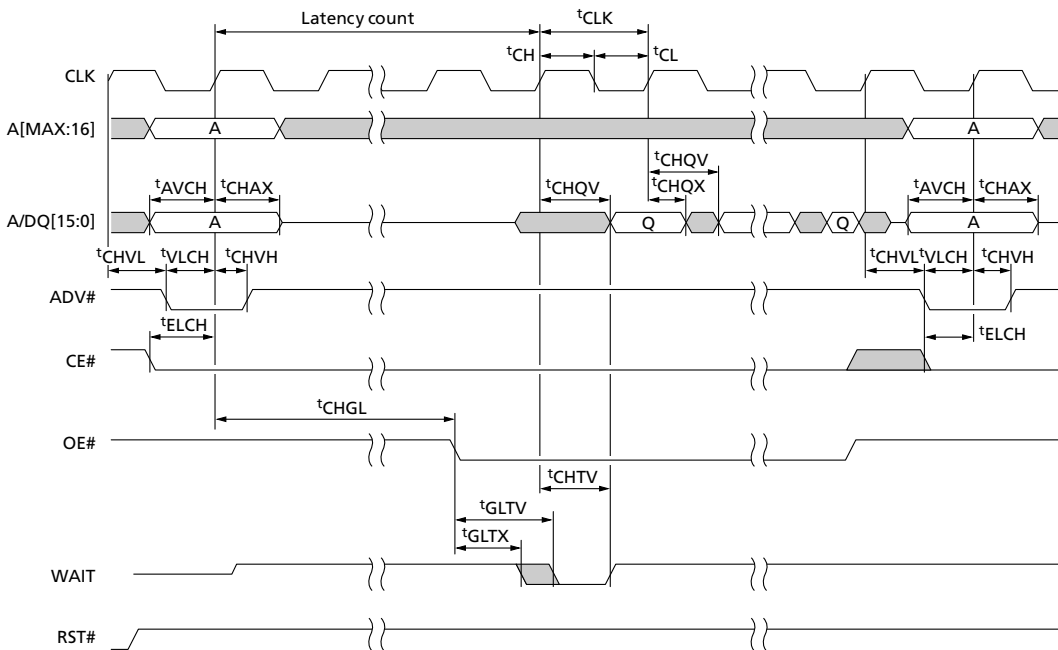 Latency count
tCLK
tCH
tCL
CLK
A[MAX:16]
A
A
tCHQV
tAVCH
tCHAX
tCHQV
tCHQX
tAVCH
tCHAX
A/DQ[15:0]
A
Q
Q
A
tCHVL
tVLCH
tCHVH
tCHVL
tVLCH
tCHVH
ADV#
tELCH
tELCH
CE#
tCHGL
OE#
tCHTV
tGLTV
tGLTX
WAIT
RST#